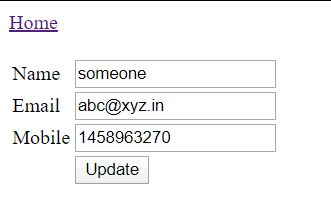 Home
Name someone
Email abc@xyz.in
Mobile 1458963270
Update